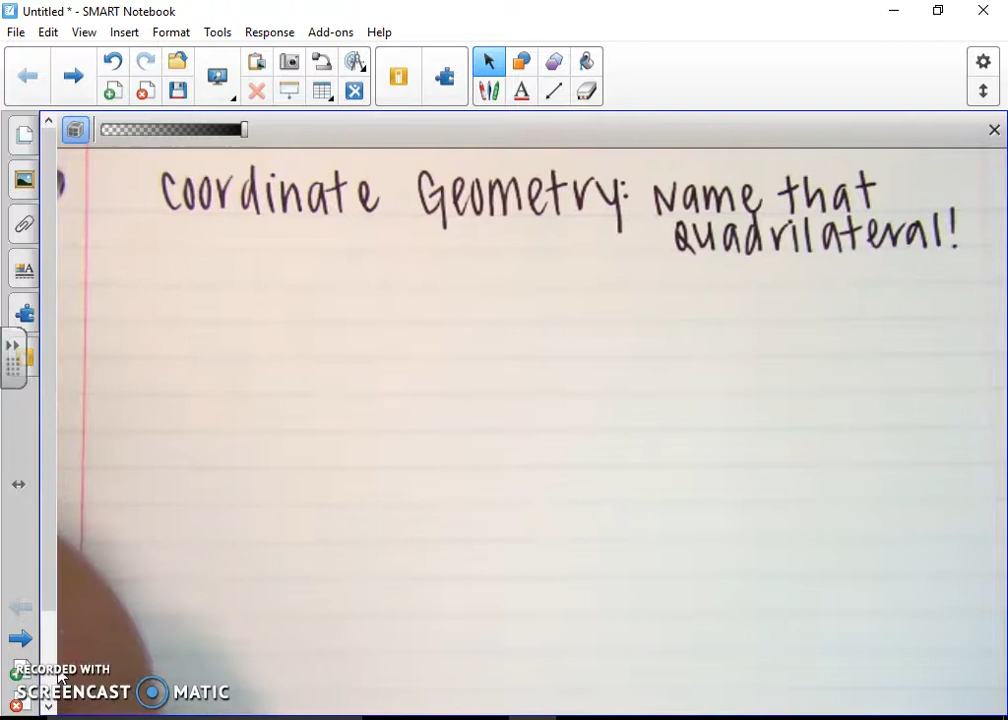 Untitled * - SMART Notebook
File Edit View Insert Format Tools Response Add-ons Help
Coordinate Geometry: Name that
quadrilateral!
RECORDED WITH
SCREENCAST MATIC